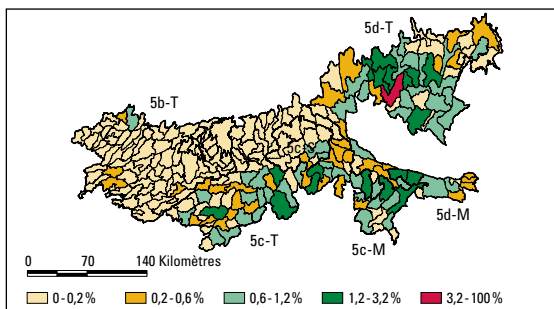 5d-T
5b-T
5d-M
5c-M
5c-T
0 70 140 Kilomètres
0-0,2% 0,2-0,6% 0,6-1,2% 1,2-3,2% 3,2-100%